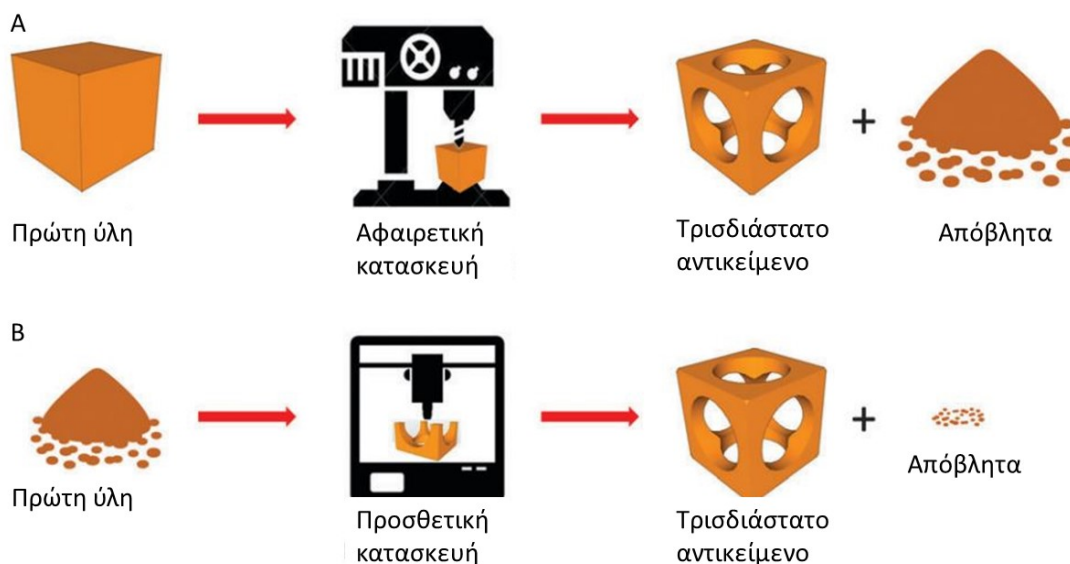 A
Πρώτη ύλη
Αφαιρετική
κατασκευή
Τρισδιάστατο
αντικείμενο
+
Απόβλητα
B
Πρώτη ύλη
Προσθετική
κατασκευή
Τρισδιάστατο
αντικείμενο
+
Απόβλητα